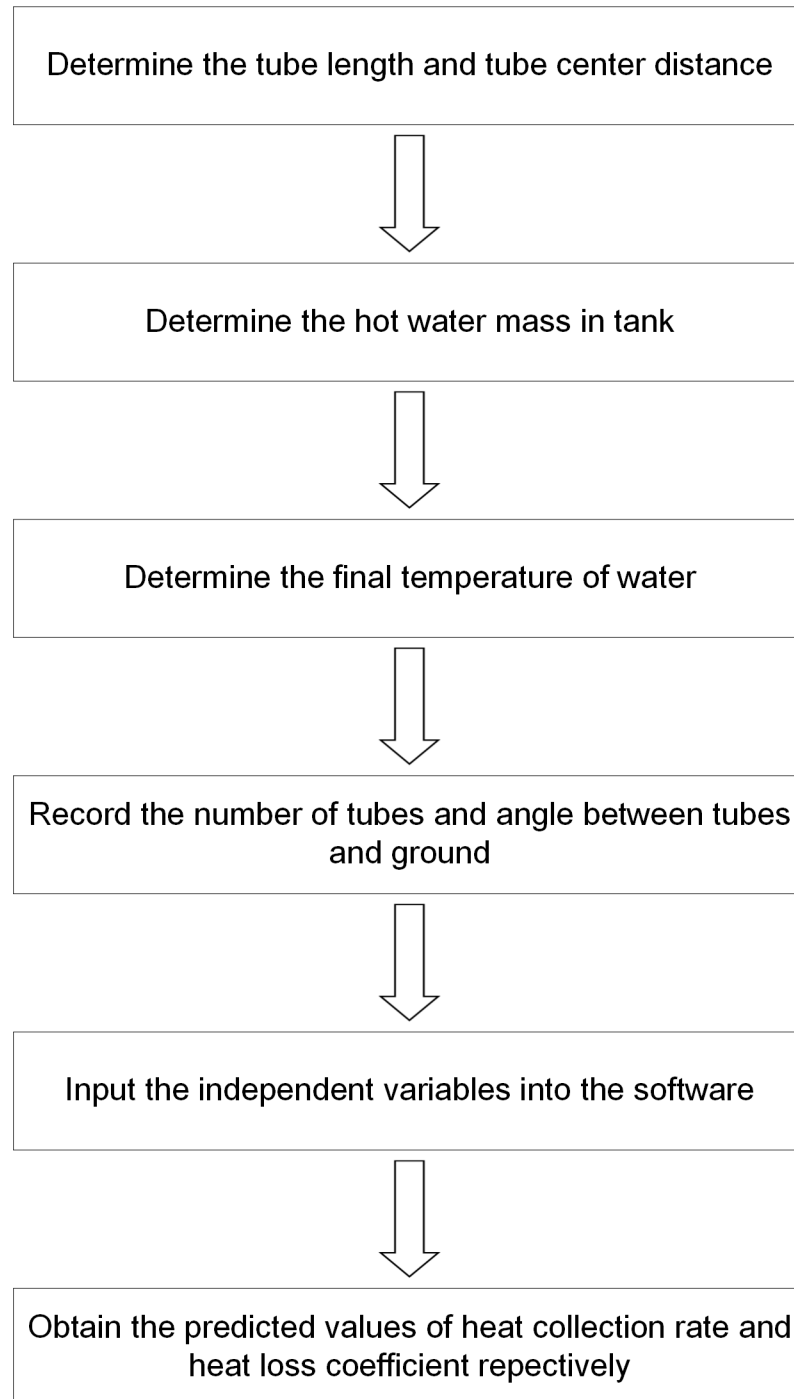 Determine the tube length and tube center distance
Determine the hot water mass in tank
Determine the final temperature of water
Record the number of tubes and angle between tubes
and ground
Input the independent variables into the software
Obtain the predicted values of heat collection rate and
heat loss coefficient repectively